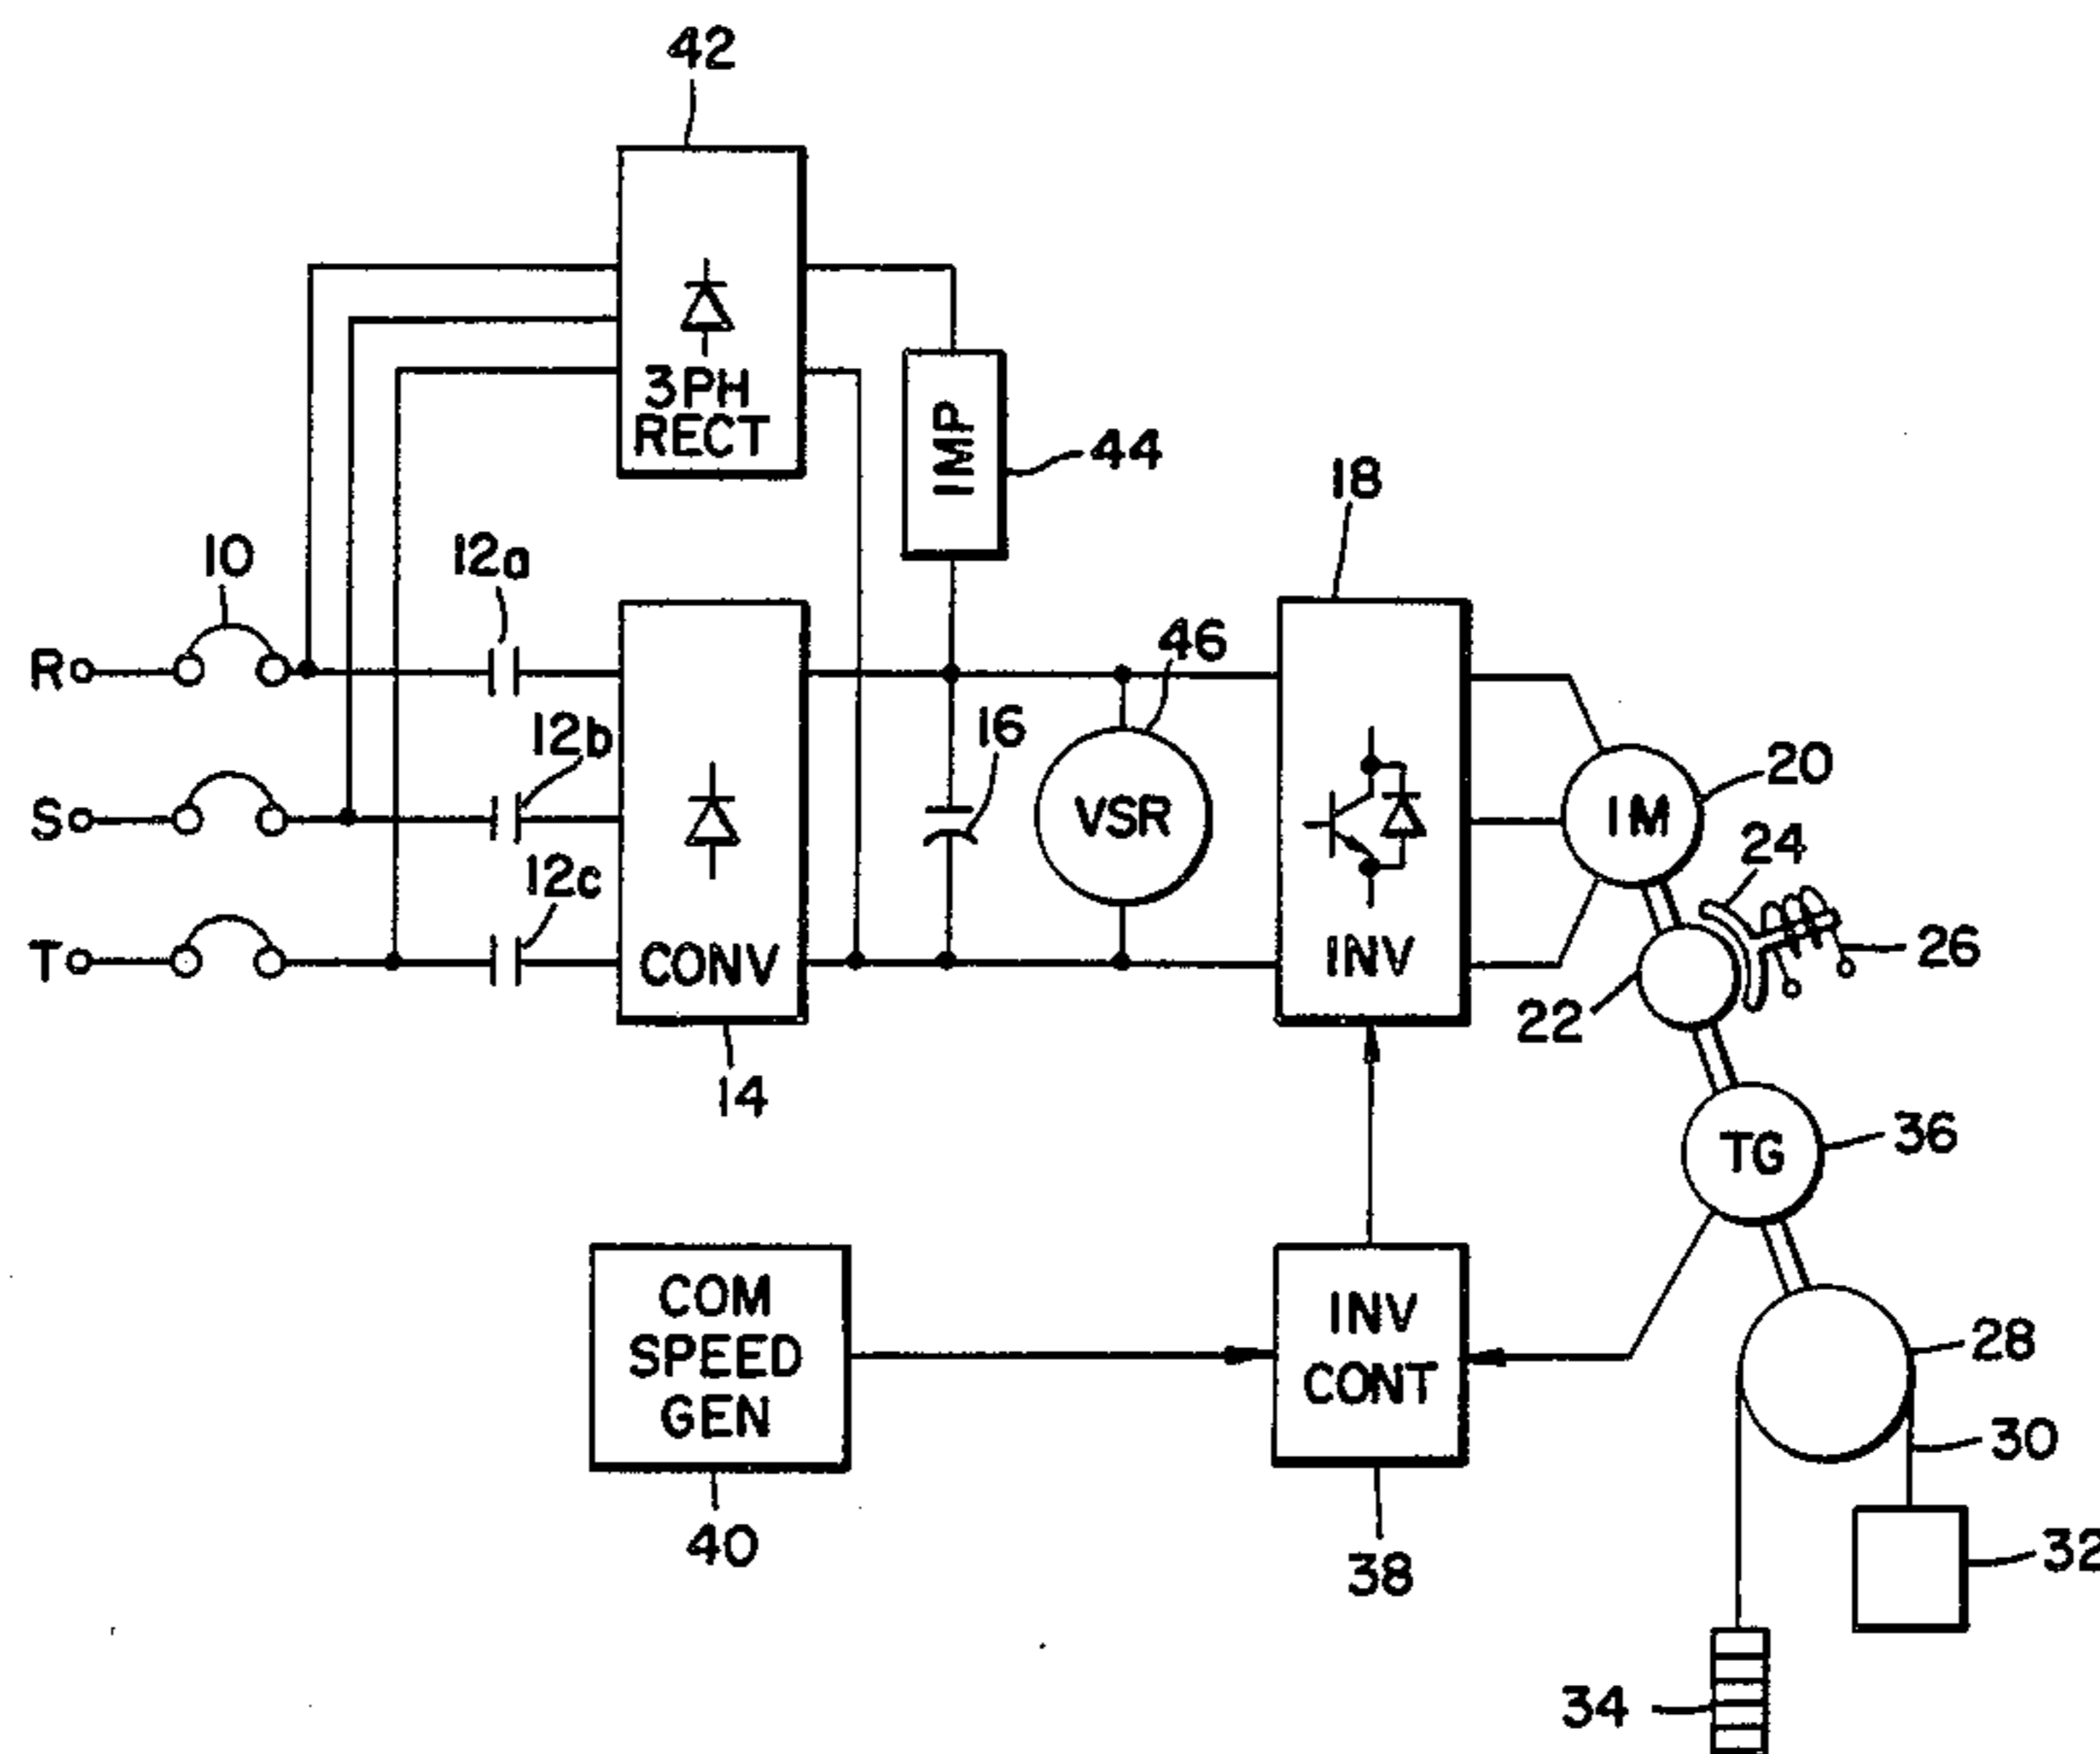 42
3PH
RECT
IMP
44
18
10
12a
46
R
12b
16
20
S
VSR
IM
24
12c
T
CONV
INV
26
22
14
36
TG
COM
SPEED
GEN
INV
CONT
28
30
40
38
32
34